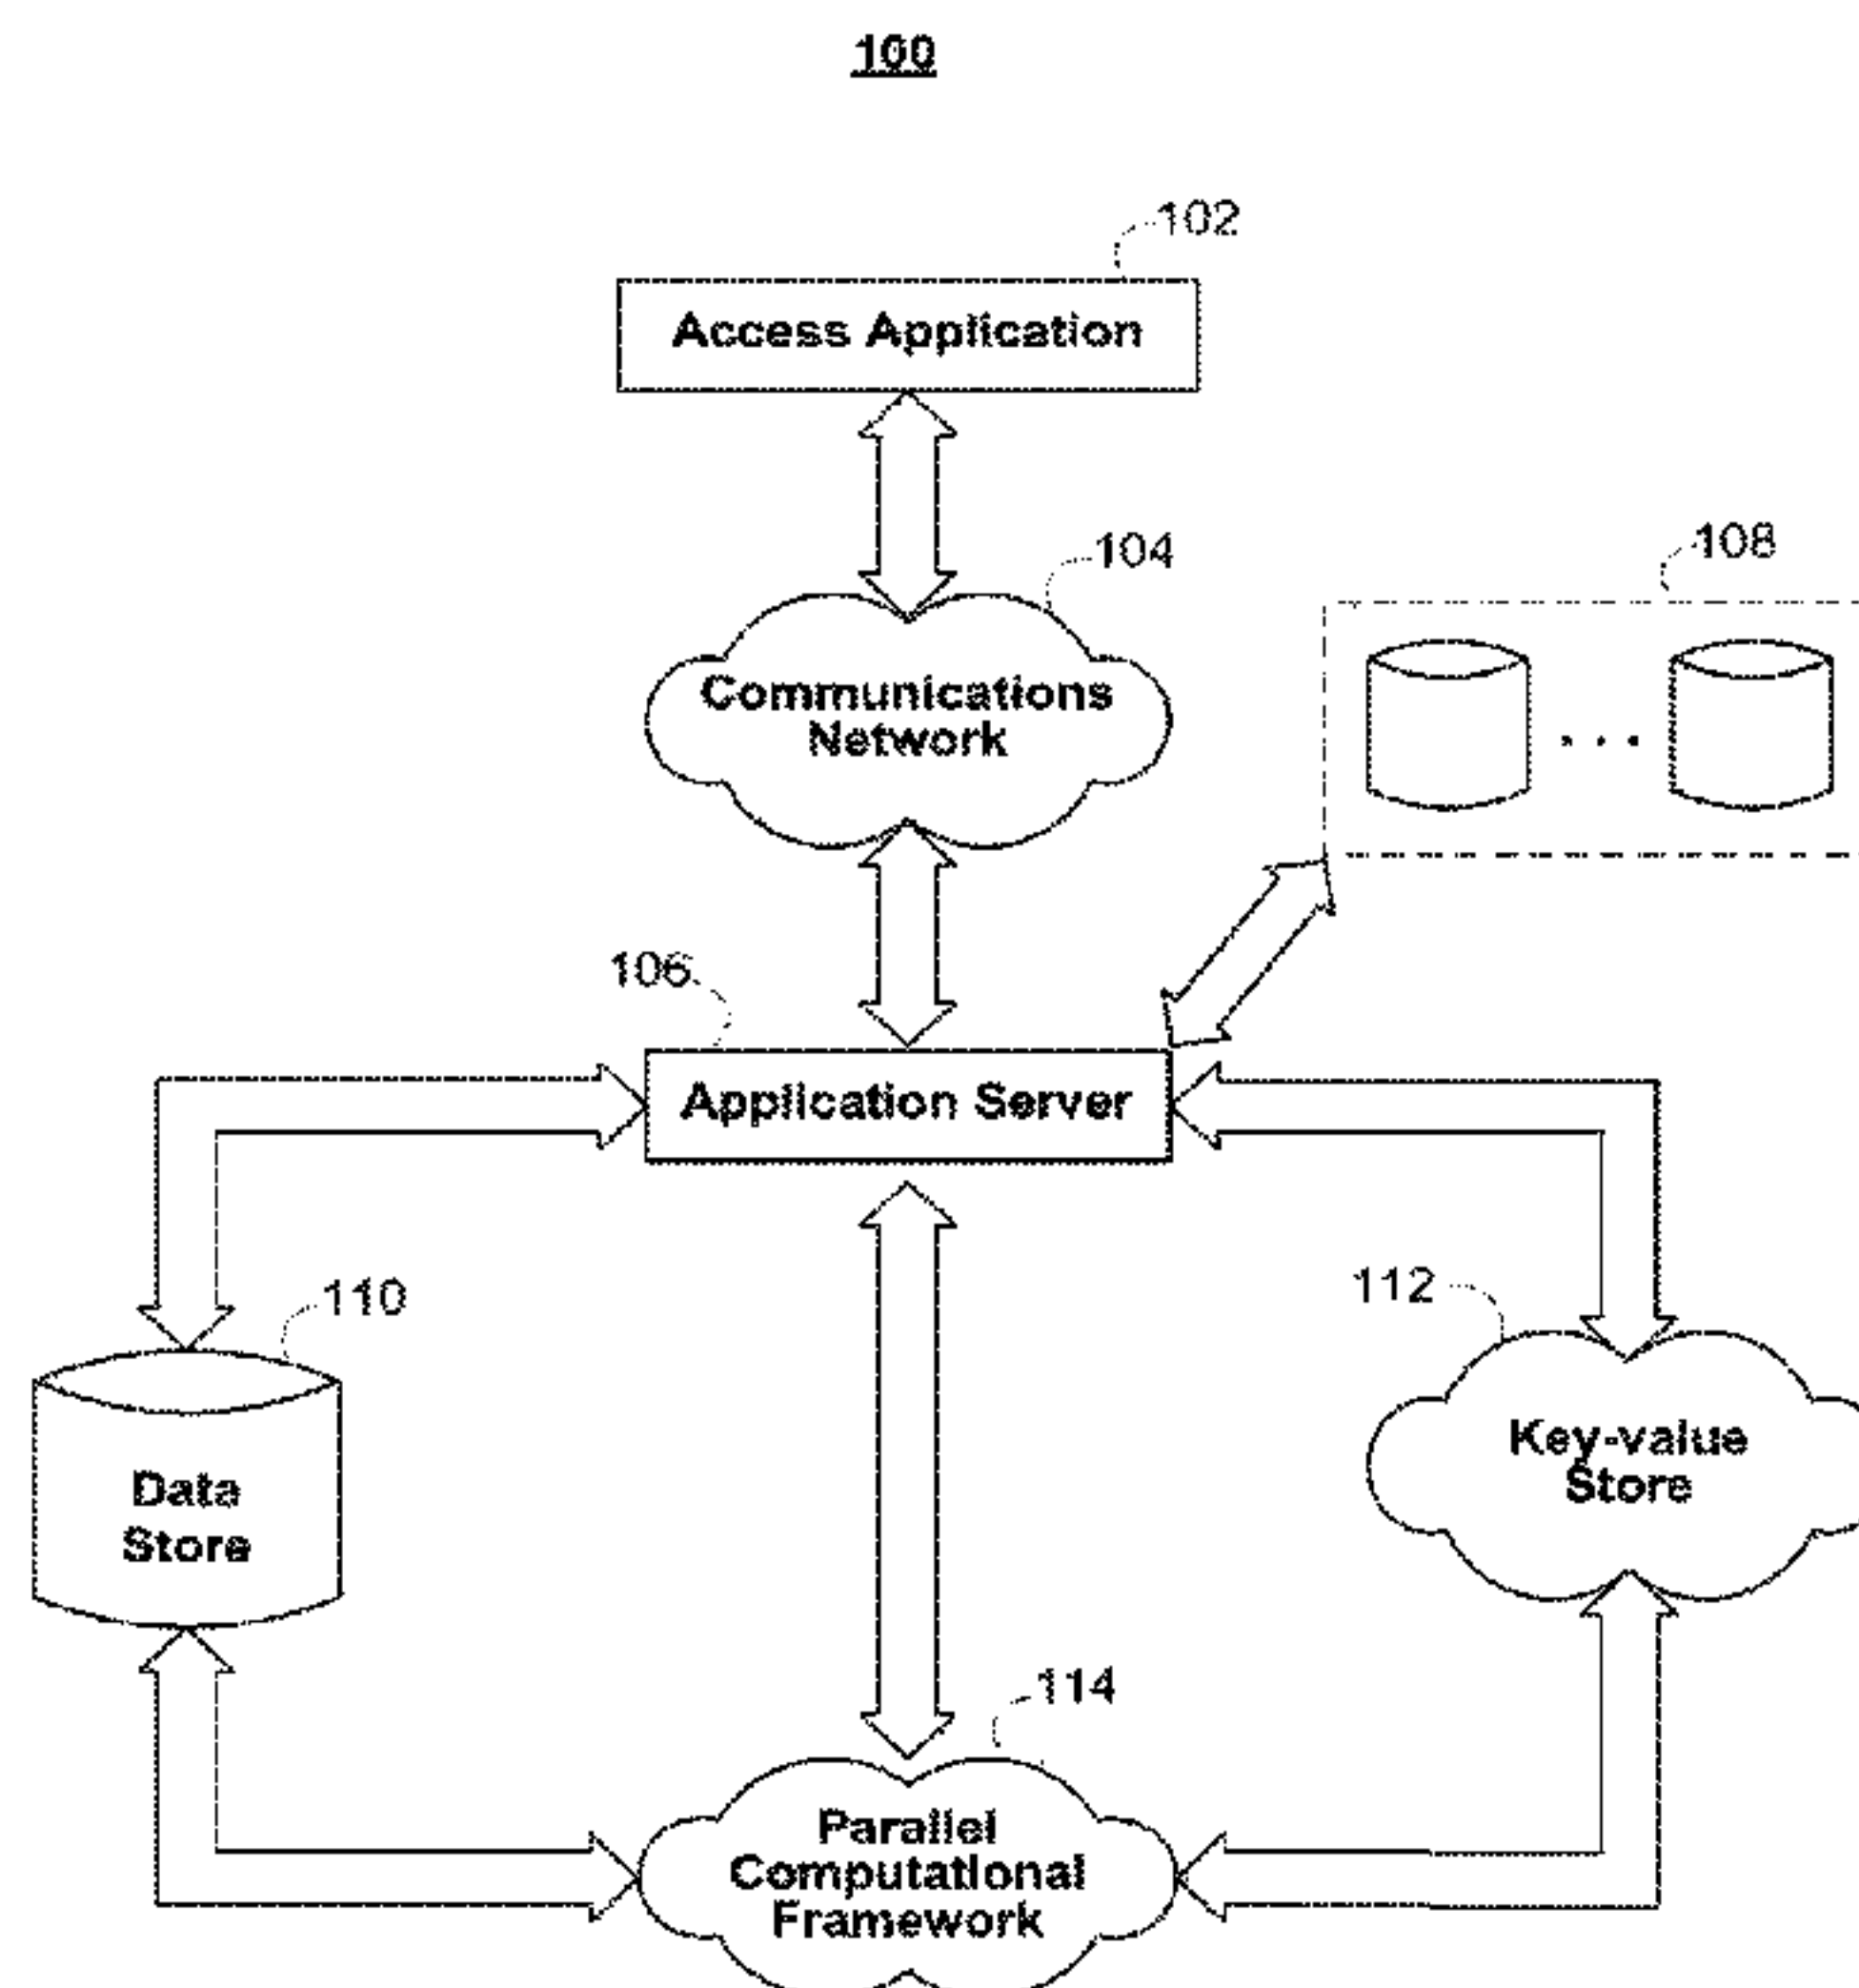 100
102
Access Application
104
108
Communications
Network
. . .
106
Application Server
110
112
Key-value
Store
Data
Store
114
Parallel
Computational
Framework